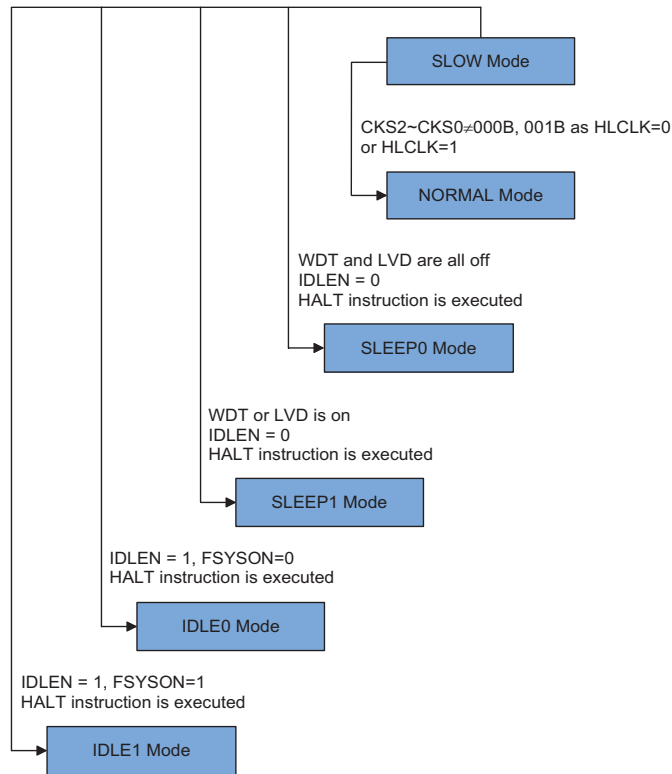 SLOW Mode
CKS2~CKS0≠000B, 001B as HLCLK=0
or HLCLK=1
NORMAL Mode
WDT and LVD are all off
IDLEN = 0
HALT instruction is executed
SLEEP0 Mode
WDT or LVD is on
IDLEN = 0
HALT instruction is executed
SLEEP1 Mode
IDLEN = 1, FSYSON=0
HALT instruction is executed
IDLE0 Mode
IDLEN = 1, FSYSON=1
HALT instruction is executed
IDLE1 Mode